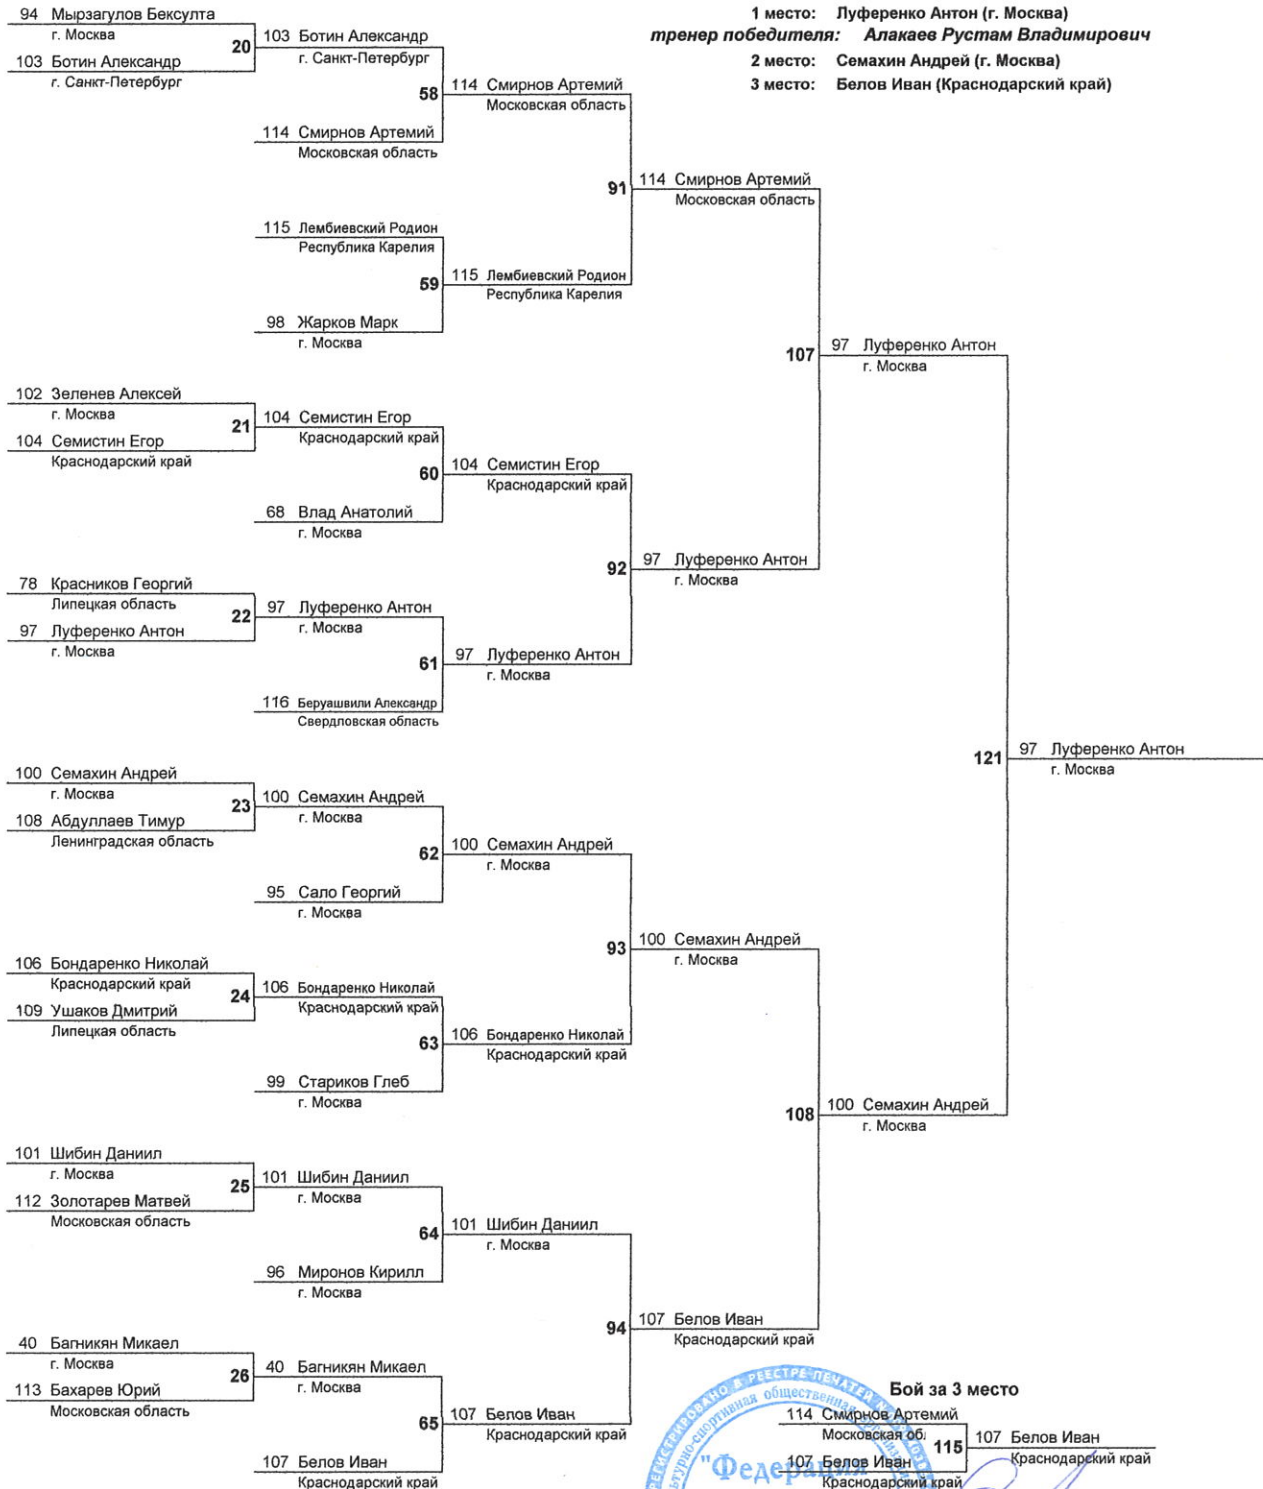 1 место: Луференко Антон (г. Москва)
тренер победителя: Алакаев Рустам Владимирович
2 место: Семахин Андрей (г. Москва)
3 место: Белов Иван (Краснодарский край)
94 Мырзагулов Бексулта
г. Москва
20
103 Ботин Александр
г. Санкт-Петербург
103 Ботин Александр
г. Санкт-Петербург
58
114 Смирнов Артемий
Московская область
114 Смирнов Артемий
Московская область
91
114 Смирнов Артемий
Московская область
115 Лембиевский Родион
Республика Карелия
59
115 Лембиевский Родион
Республика Карелия
98 Жарков Марк
г. Москва
107
97 Луференко Антон
г. Москва
102 Зеленев Алексей
г. Москва
21
104 Семистин Егор
Краснодарский край
104 Семистин Егор
Краснодарский край
60
104 Семистин Егор
Краснодарский край
68 Влад Анатолий
г. Москва
92
97 Луференко Антон
г. Москва
78 Красников Георгий
Липецкая область
22
97 Луференко Антон
г. Москва
97 Луференко Антон
г. Москва
61
97 Луференко Антон
г. Москва
116 Беруашвили Александр
Свердловская область
121
97 Луференко Антон
г. Москва
100 Семахин Андрей
г. Москва
23
108 Абдуллаев Тимур
Ленинградская область
100 Семахин Андрей
г. Москва
62
100 Семахин Андрей
г. Москва
95 Сало Георгий
г. Москва
93
100 Семахин Андрей
г. Москва
106 Бондаренко Николай
Краснодарский край
24
109 Ушаков Дмитрий
Липецкая область
106 Бондаренко Николай
Краснодарский край
63
106 Бондаренко Николай
Краснодарский край
99 Стариков Глеб
г. Москва
108
100 Семахин Андрей
г. Москва
101 Шибин Даниил
г. Москва
25
112 Золотарев Матвей
Московская область
101 Шибин Даниил
г. Москва
64
101 Шибин Даниил
г. Москва
96 Миронов Кирилл
г. Москва
94
107 Белов Иван
Краснодарский край
40 Багникян Микаел
г. Москва
26
113 Бахарев Юрий
Московская область
40 Багникян Микаел
г. Москва
65
107 Белов Иван
Краснодарский край
107 Белов Иван
Краснодарский край
Бой за 3 место
114 Смирнов Артемий
Московская об
115
107 Белов Иван
Краснодарский край
107 Белов Иван
Краснодарский край
"Федерация